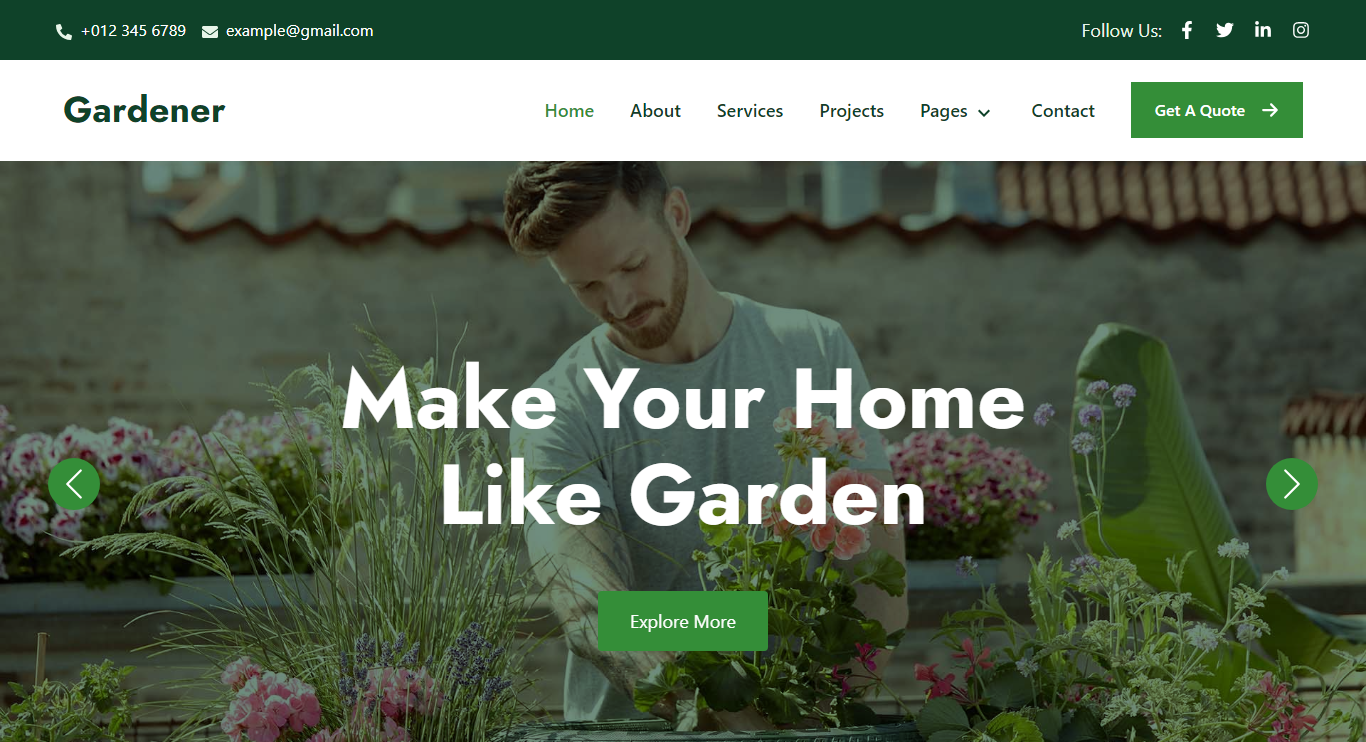 +012 345 6789 example@gmail.com Follow Us:
Gardener Home About Services Projects Pages Contact Get A Quote
Make Your Home
Like Garden
Explore More